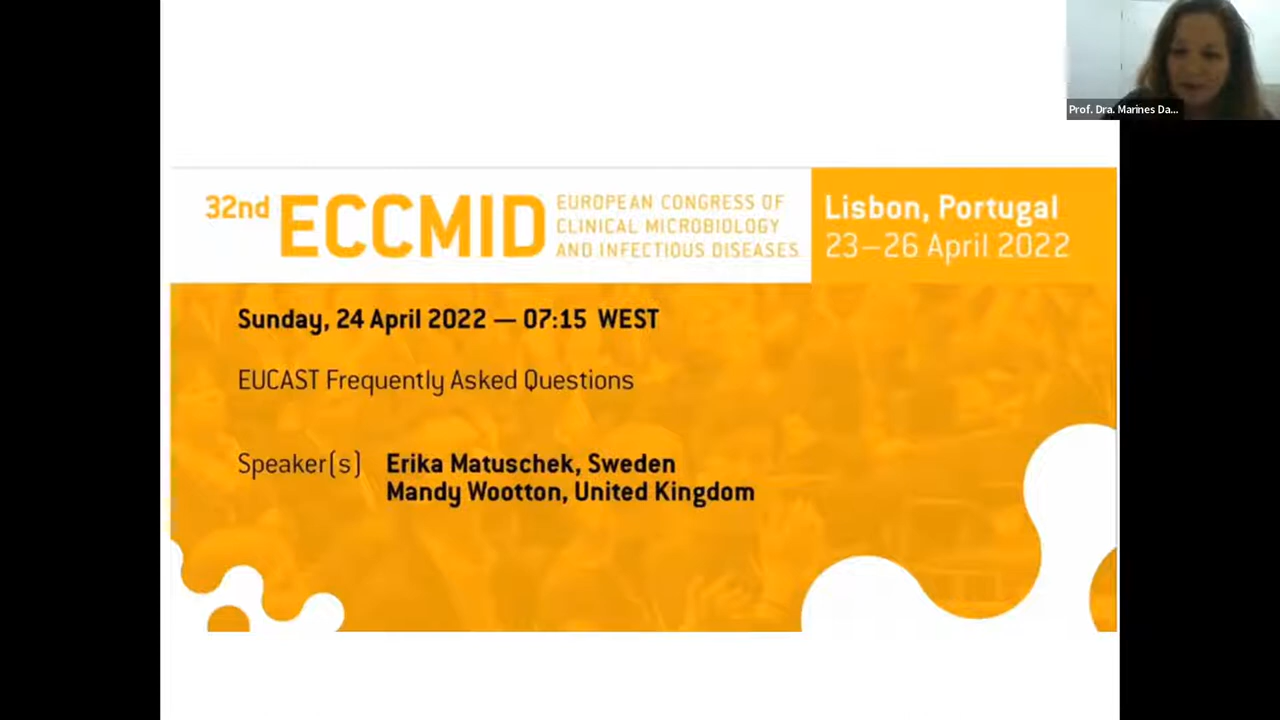 Prof. Dra. Marines Da...
32nd ECCMID
EUROPEAN CONGRESS OF
CLINICAL MICROBIOLOGY
AND INFECTIOUS DISEASES
Lisbon, Portugal
23–26 April 2022
Sunday, 24 April 2022 — 07:15 WEST
EUCAST Frequently Asked Questions
Speaker(s) Erika Matuschek, Sweden
Mandy Wootton, United Kingdom